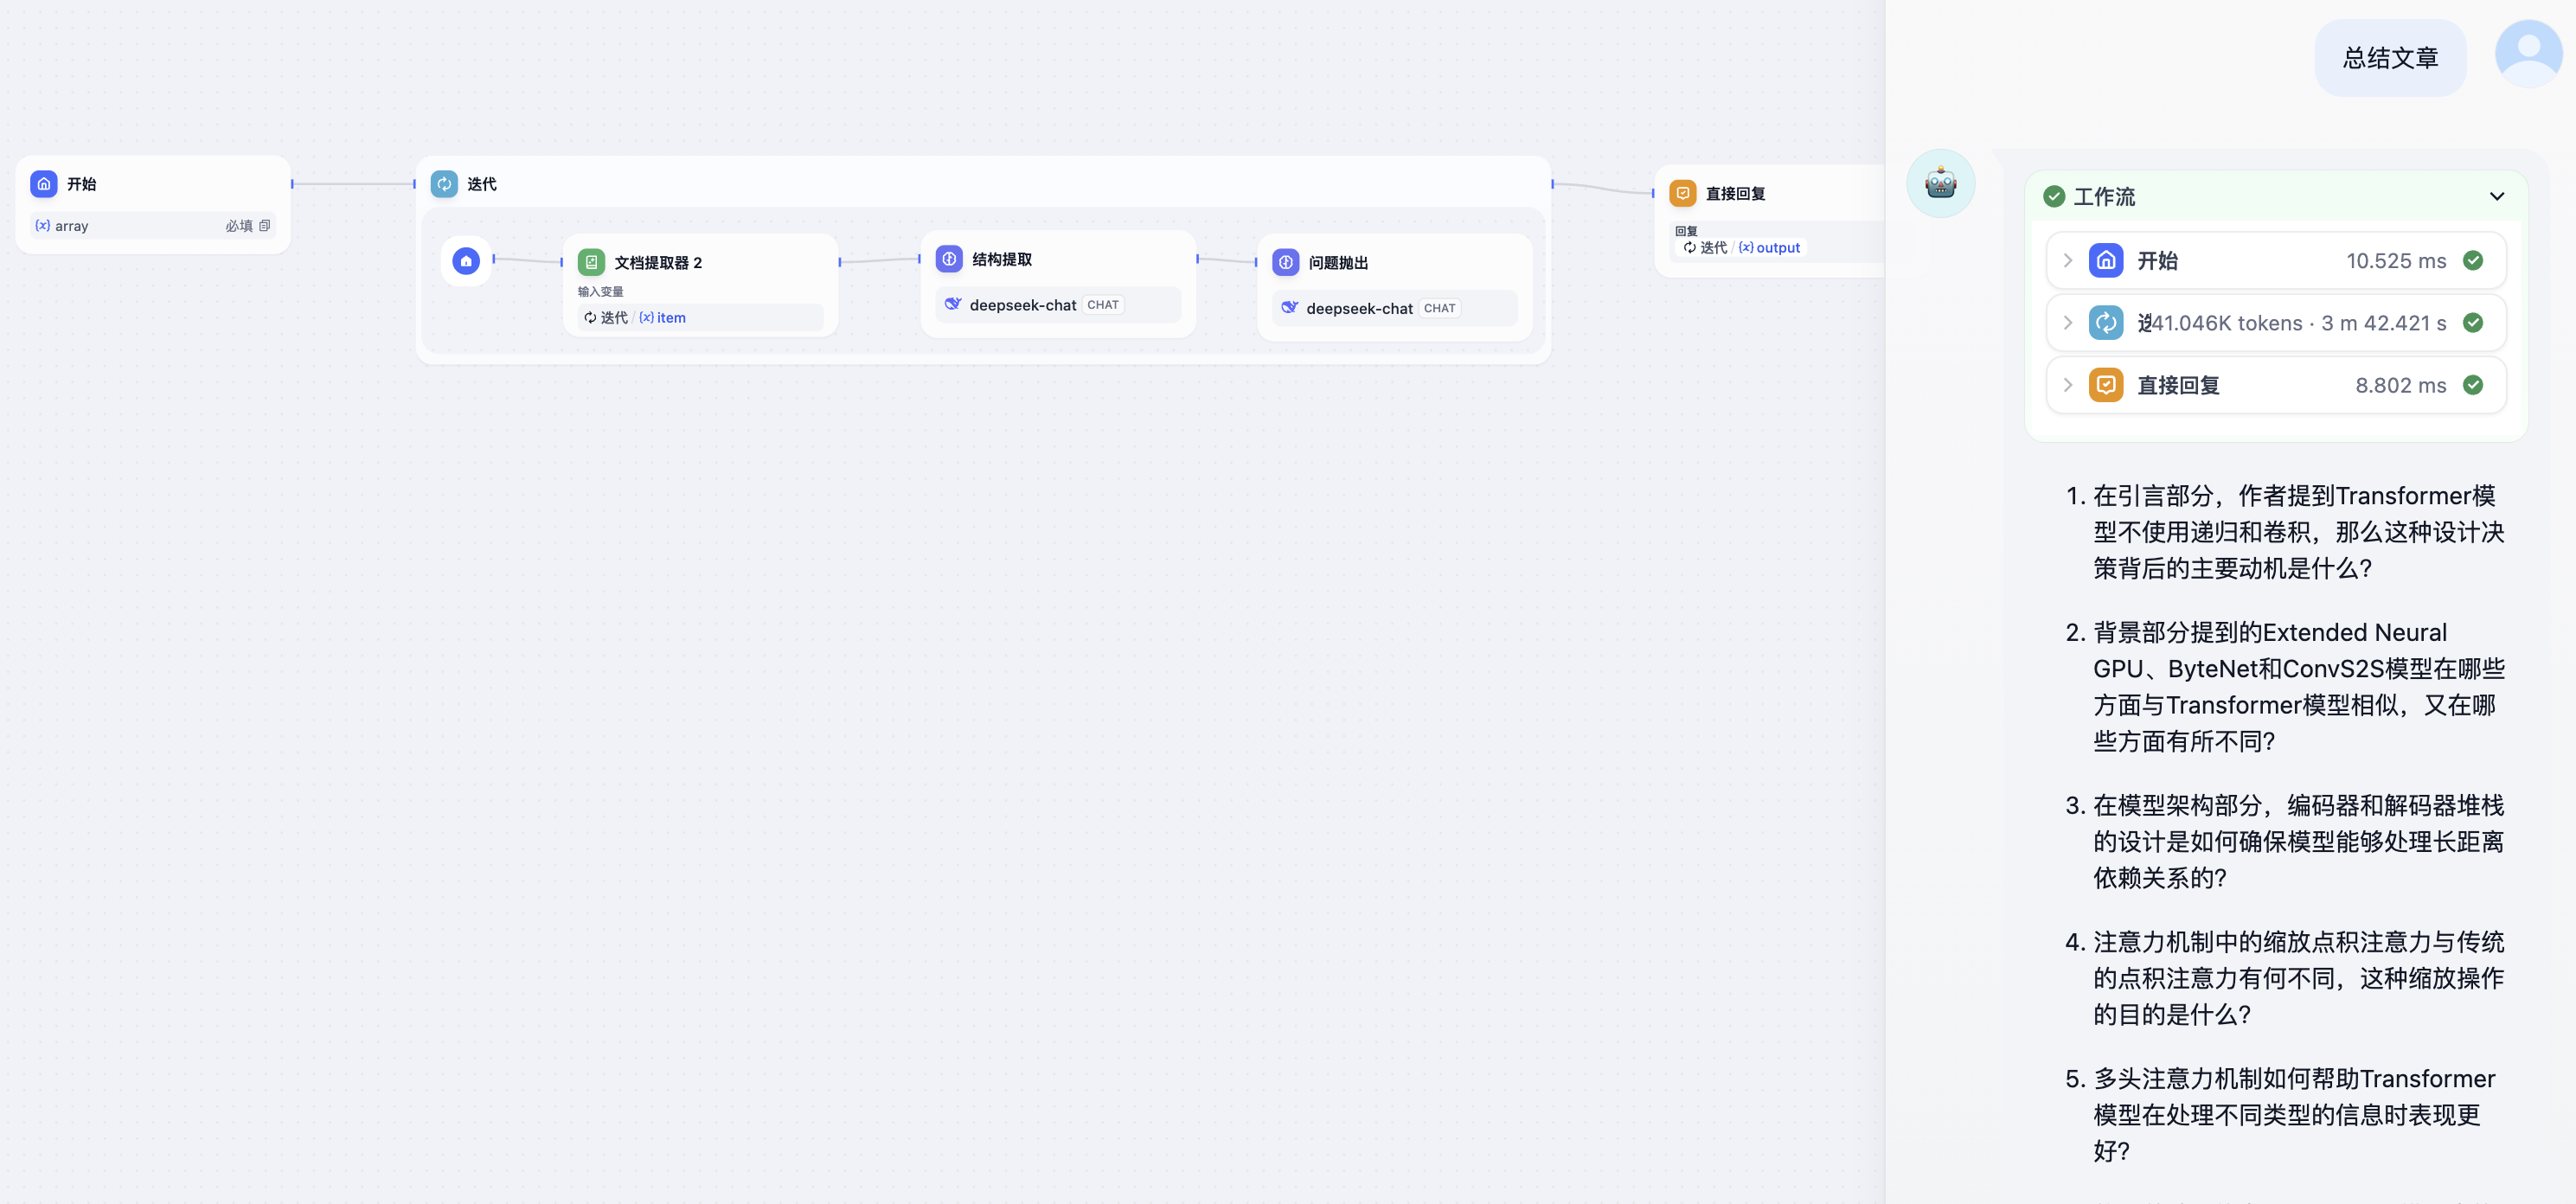 开始
{x} array 必填
迭代
文档提取器 2
输入变量
迭代 / {x} item
结构提取
deepseek-chat CHAT
问题抛出
deepseek-chat CHAT
直接回复
回复
迭代 / {x} output
总结文章
工作流
开始 10.525 ms
41.046K tokens · 3 m 42.421 s
直接回复 8.802 ms
1. 在引言部分，作者提到Transformer模
型不使用递归和卷积，那么这种设计决
策背后的主要动机是什么？
2. 背景部分提到的Extended Neural
GPU、ByteNet和ConvS2S模型在哪些
方面与Transformer模型相似，又在哪
些方面有所不同？
3. 在模型架构部分，编码器和解码器堆栈
的设计是如何确保模型能够处理长距离
依赖关系的？
4. 注意力机制中的缩放点积注意力与传统
的点积注意力有何不同，这种缩放操作
的目的是什么？
5. 多头注意力机制如何帮助Transformer
模型在处理不同类型的信息时表现更
好？